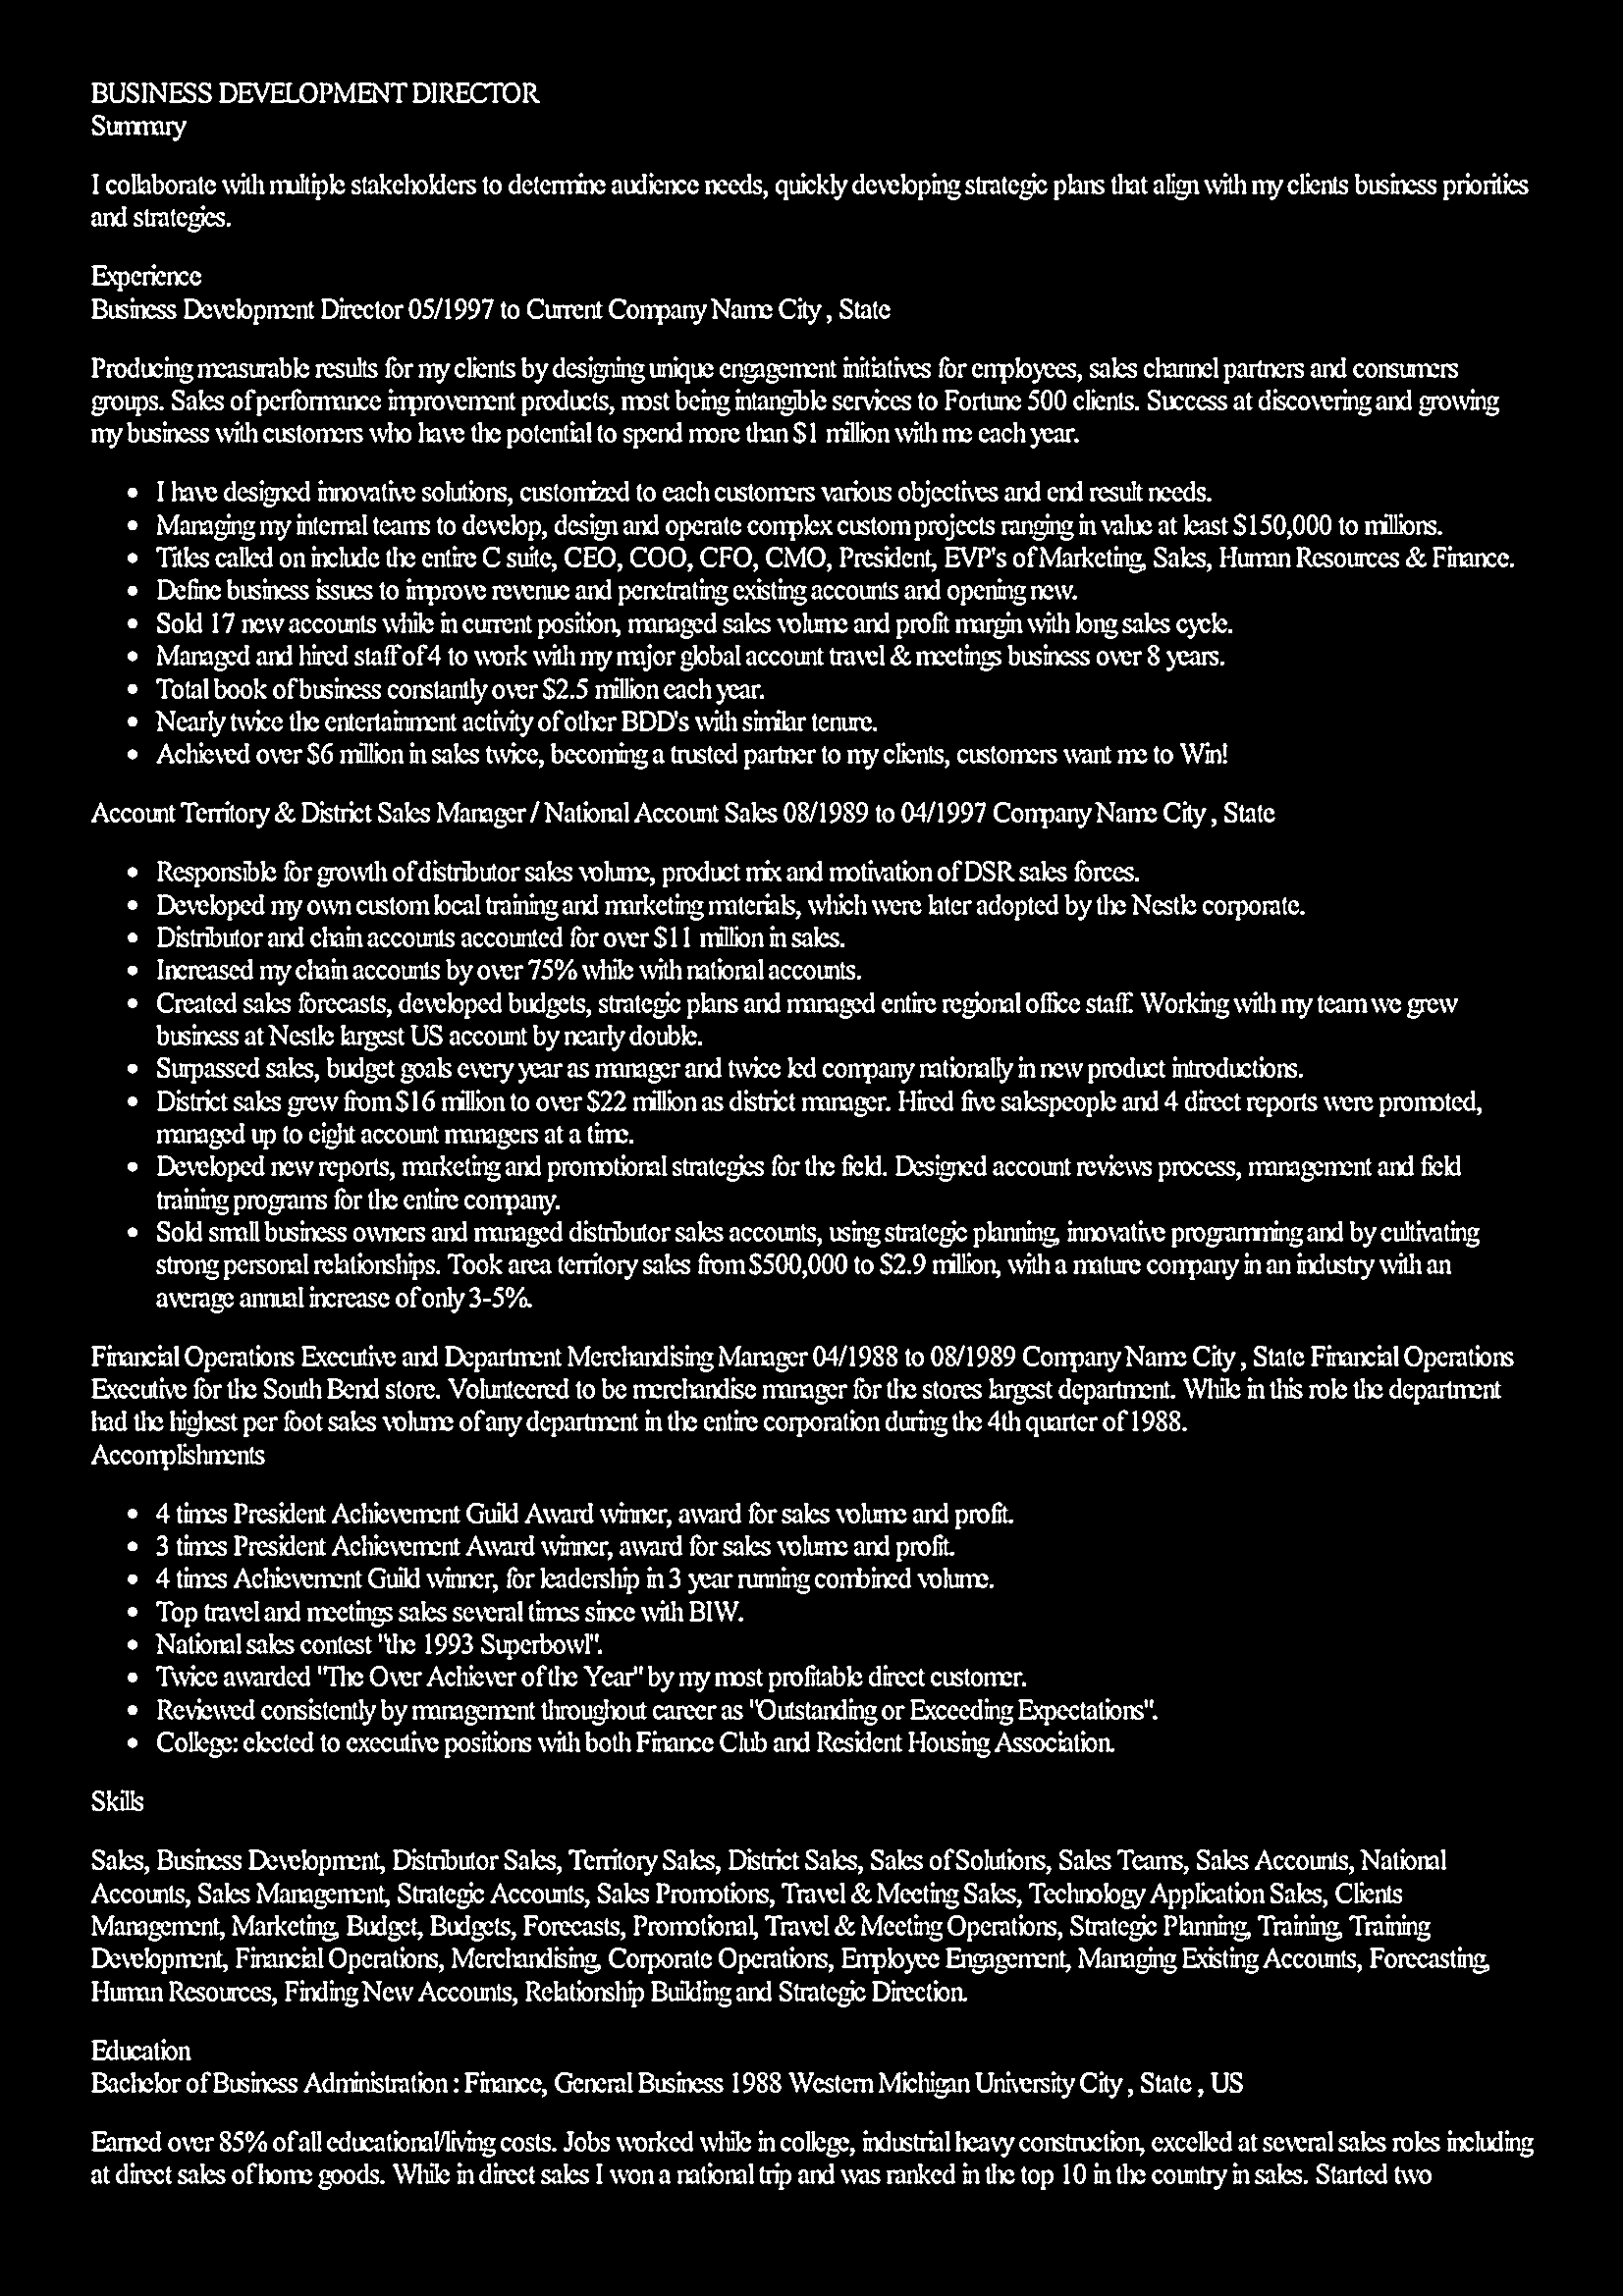 BUSINESS DEVELOPMENT DIRECTOR
Summary
I collaborate with multiple stakeholders to determine audience needs, quickly developing strategic plans that align with my clients business priorities
and strategies.
Experience
Business Development Director 05/1997 to Current Company Name City , State
Producing measurable results for my clients by designing unique engagement initiatives for employees, sales channel partners and consumers
groups. Sales of performance improvement products, most being intangible services to Fortune 500 clients. Success at discovering and growing
my business with customers who have the potential to spend more than $1 million with me each year.
• I have designed innovative solutions, customized to each customers various objectives and end result needs.
• Managing my internal teams to develop, design and operate complex custom projects ranging in value at least $150,000 to millions.
• Titles called on include the entire C suite, CEO, COO, CFO, CMO, President, EVP's of Marketing, Sales, Human Resources & Finance.
• Define business issues to improve revenue and penetrating existing accounts and opening new.
• Sold 17 new accounts while in current position, managed sales volume and profit margin with long sales cycle.
• Managed and hired staff of 4 to work with my major global account travel & meetings business over 8 years.
• Total book of business constantly over $2.5 million each year.
• Nearly twice the entertainment activity of other BDD's with similar tenure.
• Achieved over $6 million in sales twice, becoming a trusted partner to my clients, customers want me to Win!
Account Territory & District Sales Manager / National Account Sales 08/1989 to 04/1997 Company Name City , State
• Responsible for growth of distributor sales volume, product mix and motivation of DSR sales forces.
• Developed my own custom local training and marketing materials, which were later adopted by the Nestle corporate.
• Distributor and chain accounts accounted for over $11 million in sales.
• Increased my chain accounts by over 75% while with national accounts.
• Created sales forecasts, developed budgets, strategic plans and managed entire regional office staff. Working with my team we grew
business at Nestle largest US account by nearly double.
• Surpassed sales, budget goals every year as manager and twice led company nationally in new product introductions.
• District sales grew from $16 million to over $22 million as district manager. Hired five salespeople and 4 direct reports were promoted,
managed up to eight account managers at a time.
• Developed new reports, marketing and promotional strategies for the field. Designed account reviews process, management and field
training programs for the entire company.
• Sold small business owners and managed distributor sales accounts, using strategic planning, innovative programming and by cultivating
strong personal relationships. Took area territory sales from $500,000 to $2.9 million, with a mature company in an industry with an
average annual increase of only 3-5%.
Financial Operations Executive and Department Merchandising Manager 04/1988 to 08/1989 Company Name City , State Financial Operations
Executive for the South Bend store. Volunteered to be merchandise manager for the stores largest department. While in this role the department
had the highest per foot sales volume of any department in the entire corporation during the 4th quarter of 1988.
Accomplishments
• 4 times President Achievement Guild Award winner, award for sales volume and profit.
• 3 times President Achievement Award winner, award for sales volume and profit.
• 4 times Achievement Guild winner, for leadership in 3 year running combined volume.
• Top travel and meetings sales several times since with BIW.
• National sales contest "the 1993 Superbowl".
• Twice awarded "The Over Achiever of the Year" by my most profitable direct customer.
• Reviewed consistently by management throughout career as "Outstanding or Exceeding Expectations".
• College: elected to executive positions with both Finance Club and Resident Housing Association.
Skills
Sales, Business Development, Distributor Sales, Territory Sales, District Sales, Sales of Solutions, Sales Teams, Sales Accounts, National
Accounts, Sales Management, Strategic Accounts, Sales Promotions, Travel & Meeting Sales, Technology Application Sales, Clients
Management, Marketing, Budget, Budgets, Forecasts, Promotional, Travel & Meeting Operations, Strategic Planning, Training, Training
Development, Financial Operations, Merchandising, Corporate Operations, Employee Engagement, Managing Existing Accounts, Forecasting,
Human Resources, Finding New Accounts, Relationship Building and Strategic Direction.
Education
Bachelor of Business Administration : Finance, General Business 1988 Western Michigan University City , State , US
Earned over 85% of all educational/living costs. Jobs worked while in college, industrial heavy construction, excelled at several sales roles including
at direct sales of home goods. While in direct sales I won a national trip and was ranked in the top 10 in the country in sales. Started two